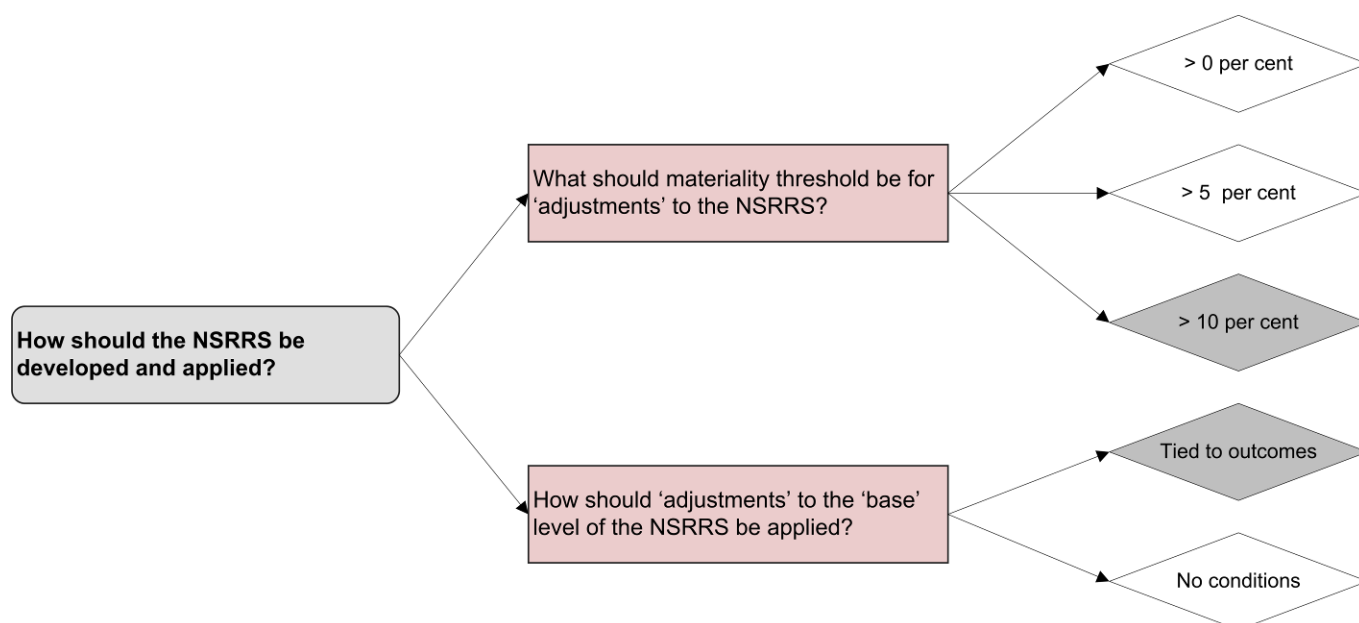 How should the NSRRS be
developed and applied?
What should materiality threshold be for
‘adjustments’ to the NSRRS?
> 0 per cent
> 5  per cent
> 10 per cent
How should ‘adjustments’ to the ‘base’
level of the NSRRS be applied?
Tied to outcomes
No conditions